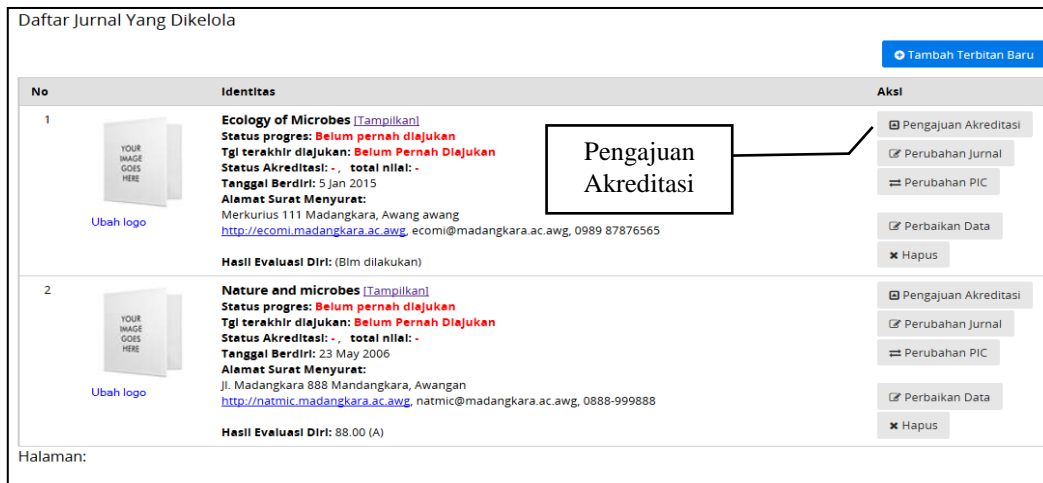 Daftar Jurnal Yang Dikelola
Tambah Terbitan Baru
No Identitas Aksi
1
YOUR
IMAGE
GOES
HERE
Ubah logo
Ecology of Microbes [Tampilkan]
Status progres: Belum pernah diajukan
Tgl terakhir diajukan: Belum Pernah Diajukan
Status Akreditasi: - , total nilai: -
Tanggal Berdiri: 5 Jan 2015
Alamat Surat Menyurat:
Merkurius 111 Madangkara, Awang awang
http://ecomi.madangkara.ac.awg, ecomi@madangkara.ac.awg, 0989 87876565
Hasil Evaluasi Diri: (Blm dilakukan)
Pengajuan
Akreditasi
Pengajuan Akreditasi
Perubahan Jurnal
Perubahan PIC
Perbaikan Data
Hapus
2
YOUR
IMAGE
GOES
HERE
Ubah logo
Nature and microbes [Tampilkan]
Status progres: Belum pernah diajukan
Tgl terakhir diajukan: Belum Pernah Diajukan
Status Akreditasi: - , total nilai: -
Tanggal Berdiri: 23 May 2006
Alamat Surat Menyurat:
Jl. Madangkara 888 Mandangkara, Awangan
http://natmic.madangkara.ac.awg, natmic@madangkara.ac.awg, 0888-999888
Hasil Evaluasi Diri: 88.00 (A)
Pengajuan Akreditasi
Perubahan Jurnal
Perubahan PIC
Perbaikan Data
Hapus
Halaman: